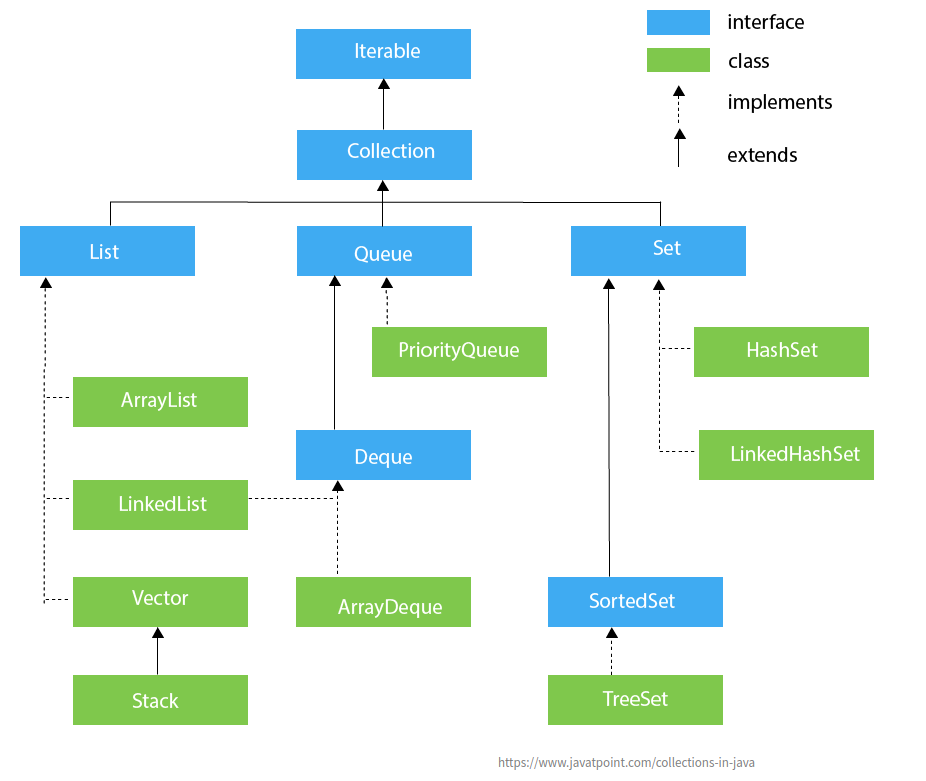 interface
class
implements
extends
Iterable
Collection
List
Queue
Set
PriorityQueue
HashSet
ArrayList
Deque
LinkedHashSet
LinkedList
Vector
ArrayDeque
SortedSet
Stack
TreeSet
https://www.javatpoint.com/collections-in-java